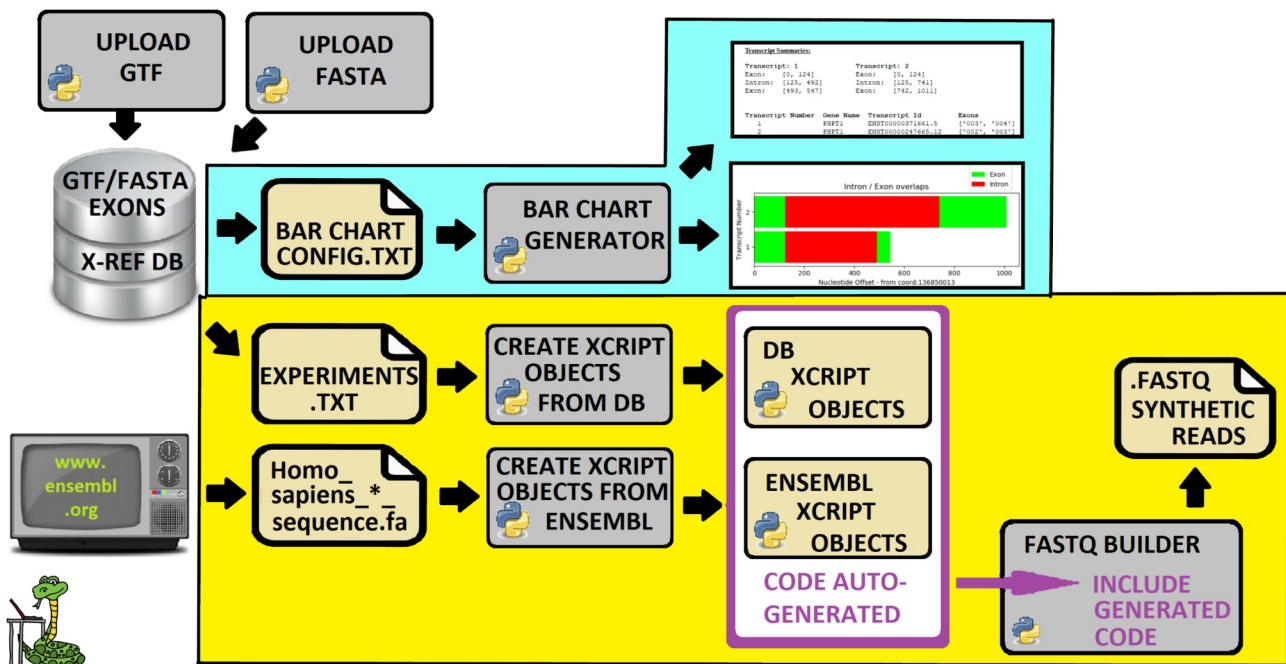 UPLOAD
GTF
UPLOAD
FASTA
GTF/FASTA
EXONS
X-REF DB
BAR CHART
CONFIG.TXT
BAR CHART
GENERATOR
Transcript Summaries:
Transcript: 1 Transcript: 2
Exon: [0, 124] Exon: [0, 124]
Intron: [125, 492] Intron: [125, 741]
Exon: [493, 547] Exon: [742, 1011]
Transcript Number Gene Name Transcript Id Exons
1 PHPT1 ENST00000371661.5 ['003', '004']
2 PHPT1 ENST00000247665.12 ['002', '003']
Intron / Exon overlaps
Exon
Intron
Transcript Number
2
1
0 200 400 600 800 1000
Nucleotide Offset - from coord:136850013
EXPERIMENTS
.TXT
CREATE XCRIPT
OBJECTS
FROM DB
DB
XCRIPT
OBJECTS
.FASTQ
SYNTHETIC
READS
www.
ensembl
.org
Homo_
sapiens_*_
sequence.fa
CREATE XCRIPT
OBJECTS FROM
ENSEMBL
ENSEMBL
XCRIPT
OBJECTS
CODE AUTO-
GENERATED
FASTQ BUILDER
INCLUDE
GENERATED
CODE